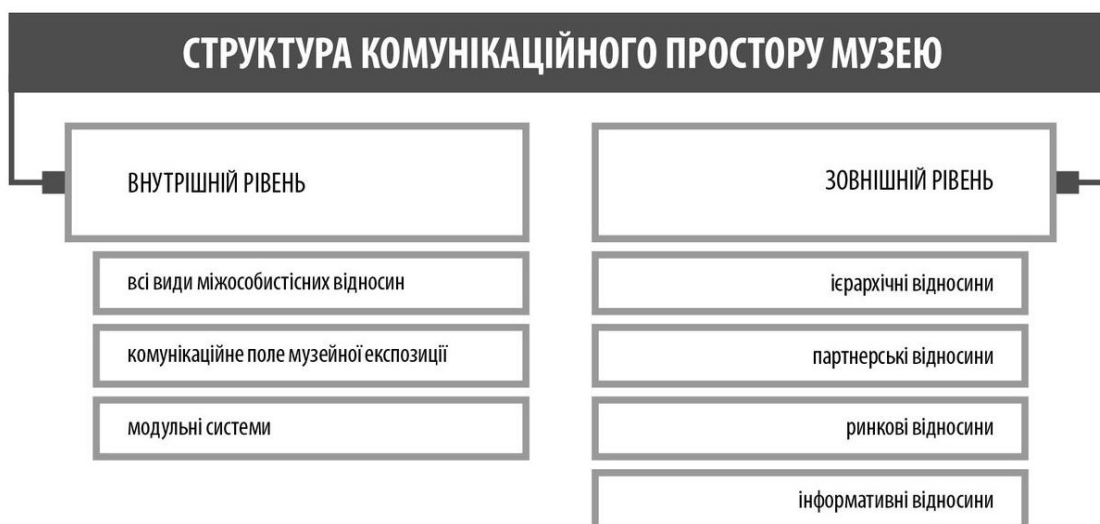 СТРУКТУРА КОМУНІКАЦІЙНОГО ПРОСТОРУ МУЗЕЮ
ВНУТРІШНІЙ РІВЕНЬ
всі види міжособистісних відносин
комунікаційне поле музейної експозиції
модульні системи
ЗОВНІШНІЙ РІВЕНЬ
ієрархічні відносини
партнерські відносини
ринкові відносини
інформативні відносини